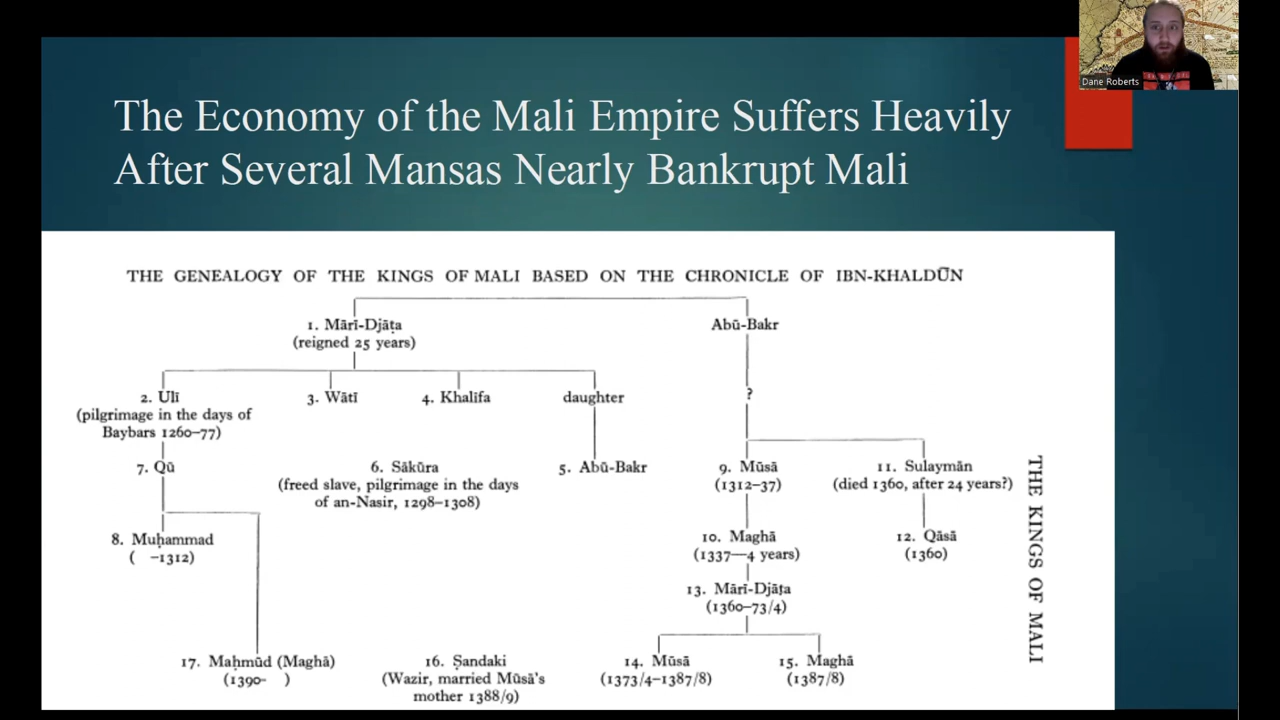 Dane Roberts
The Economy of the Mali Empire Suffers Heavily
After Several Mansas Nearly Bankrupt Mali
THE GENEALOGY OF THE KINGS OF MALI BASED ON THE CHRONICLE OF IBN-KHALDŪN
1. Mārī-Djāṭa
(reigned 25 years)
Abū-Bakr
2. Ulī
(pilgrimage in the days of
Baybars 1260–77)
3. Wātī
4. Khalīfa
daughter
?
7. Qū
6. Sākūra
(freed slave, pilgrimage in the days
of an-Nasir, 1298–1308)
5. Abū-Bakr
9. Mūsā
(1312–37)
11. Sulaymān
(died 1360, after 24 years?)
8. Muḥammad
( –1312)
10. Maghā
(1337—4 years)
12. Qāsā
(1360)
13. Mārī-Djāṭa
(1360–73/4)
17. Maḥmūd (Maghā)
(1390- )
16. Ṣandaki
(Wazir, married Mūsā's
mother 1388/9)
14. Mūsā
(1373/4–1387/8)
15. Maghā
(1387/8)
THE KINGS OF MALI